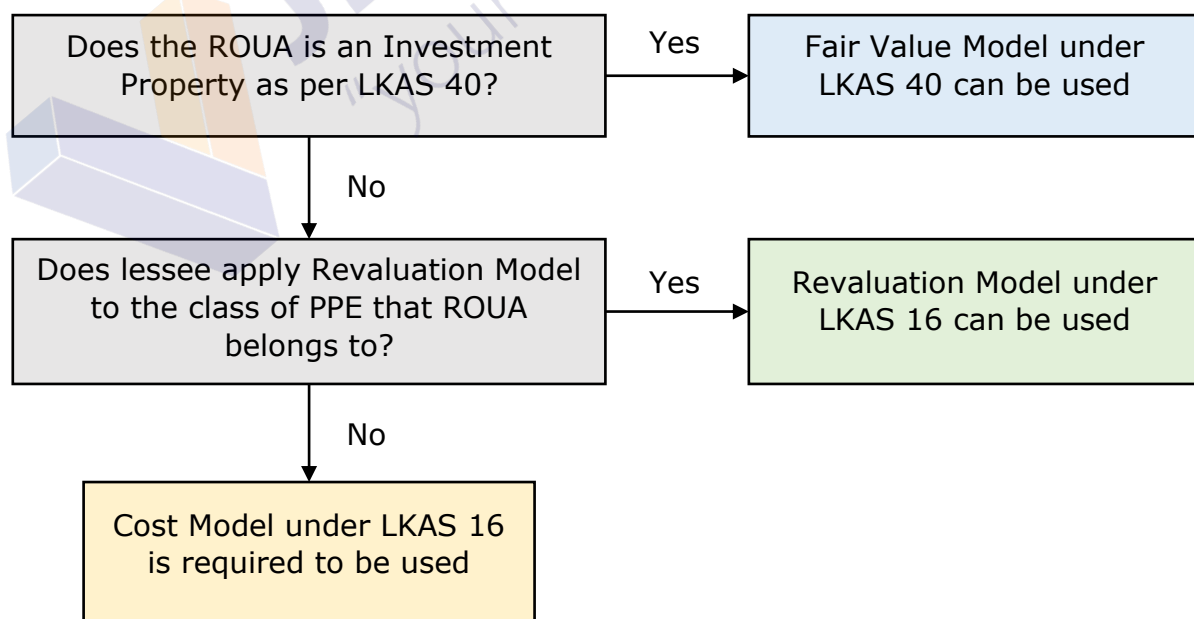 Does the ROUA is an Investment
Property as per LKAS 40?
Yes
Fair Value Model under
LKAS 40 can be used
No
Does lessee apply Revaluation Model
to the class of PPE that ROUA
belongs to?
Yes
Revaluation Model under
LKAS 16 can be used
No
Cost Model under LKAS 16
is required to be used